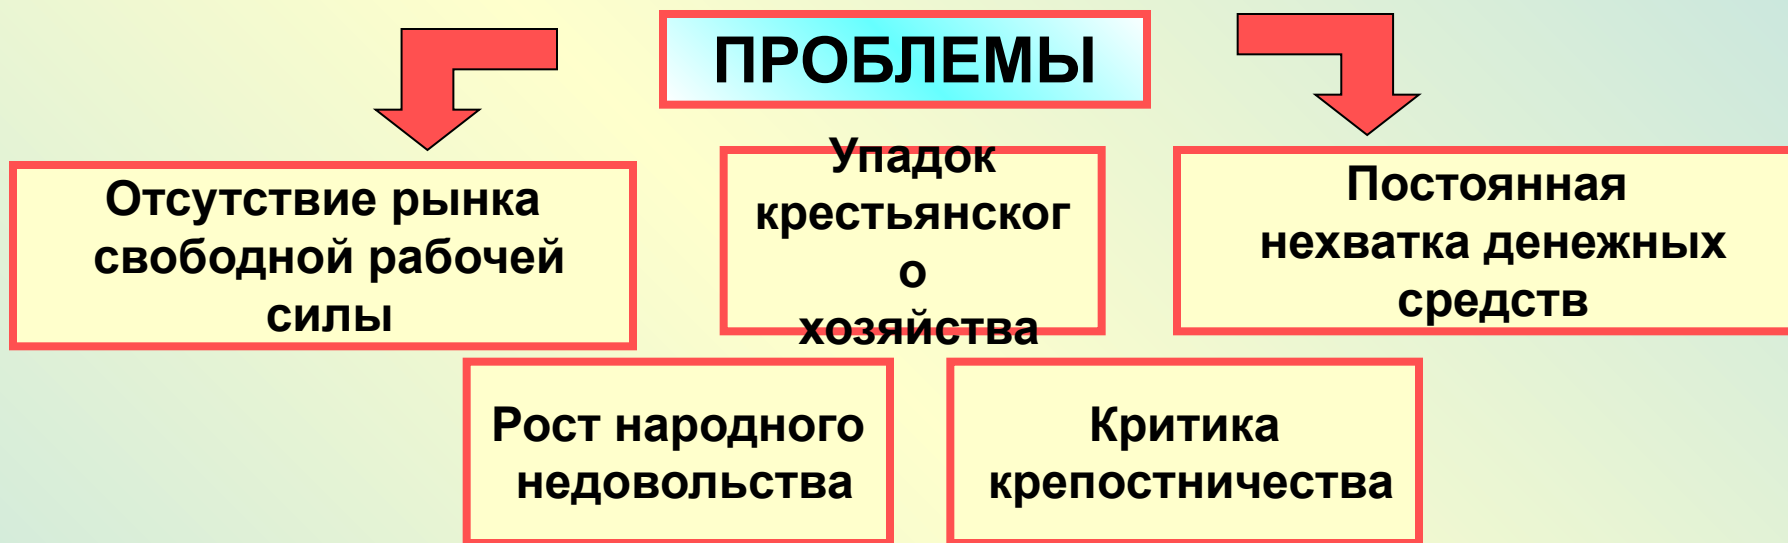 ПРОБЛЕМЫ
Отсутствие рынка
свободной рабочей
силы
Упадок
крестьянског
о
хозяйства
Постоянная
нехватка денежных
средств
Рост народного
недовольства
Критика
крепостничества